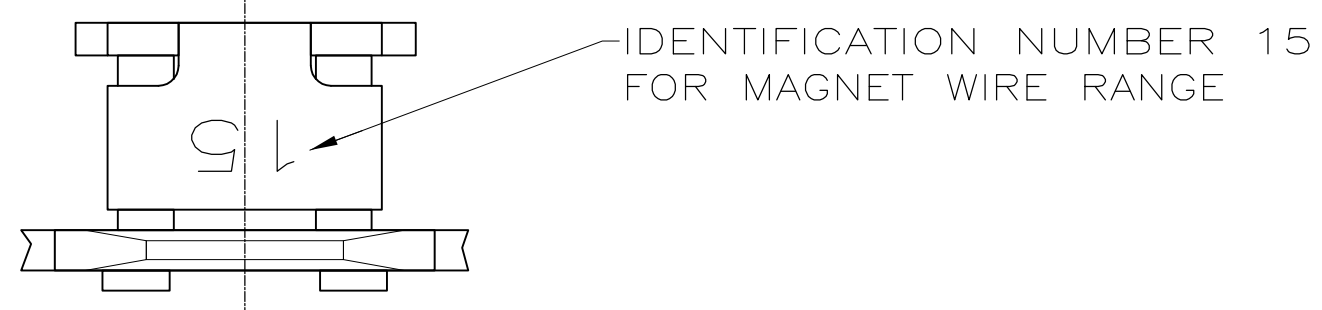 IDENTIFICATION NUMBER 15
FOR MAGNET WIRE RANGE
15